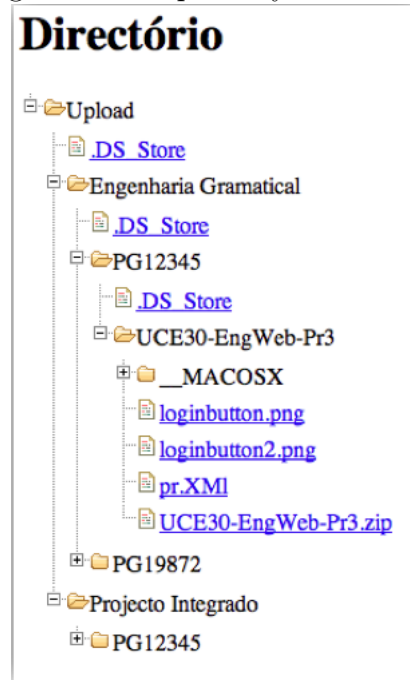 Directório
Upload
.DS_Store
Engenharia Gramatical
.DS_Store
PG12345
.DS_Store
UCE30-EngWeb-Pr3
__MACOSX
loginbutton.png
loginbutton2.png
pr.XMl
UCE30-EngWeb-Pr3.zip
PG19872
Projecto Integrado
PG12345